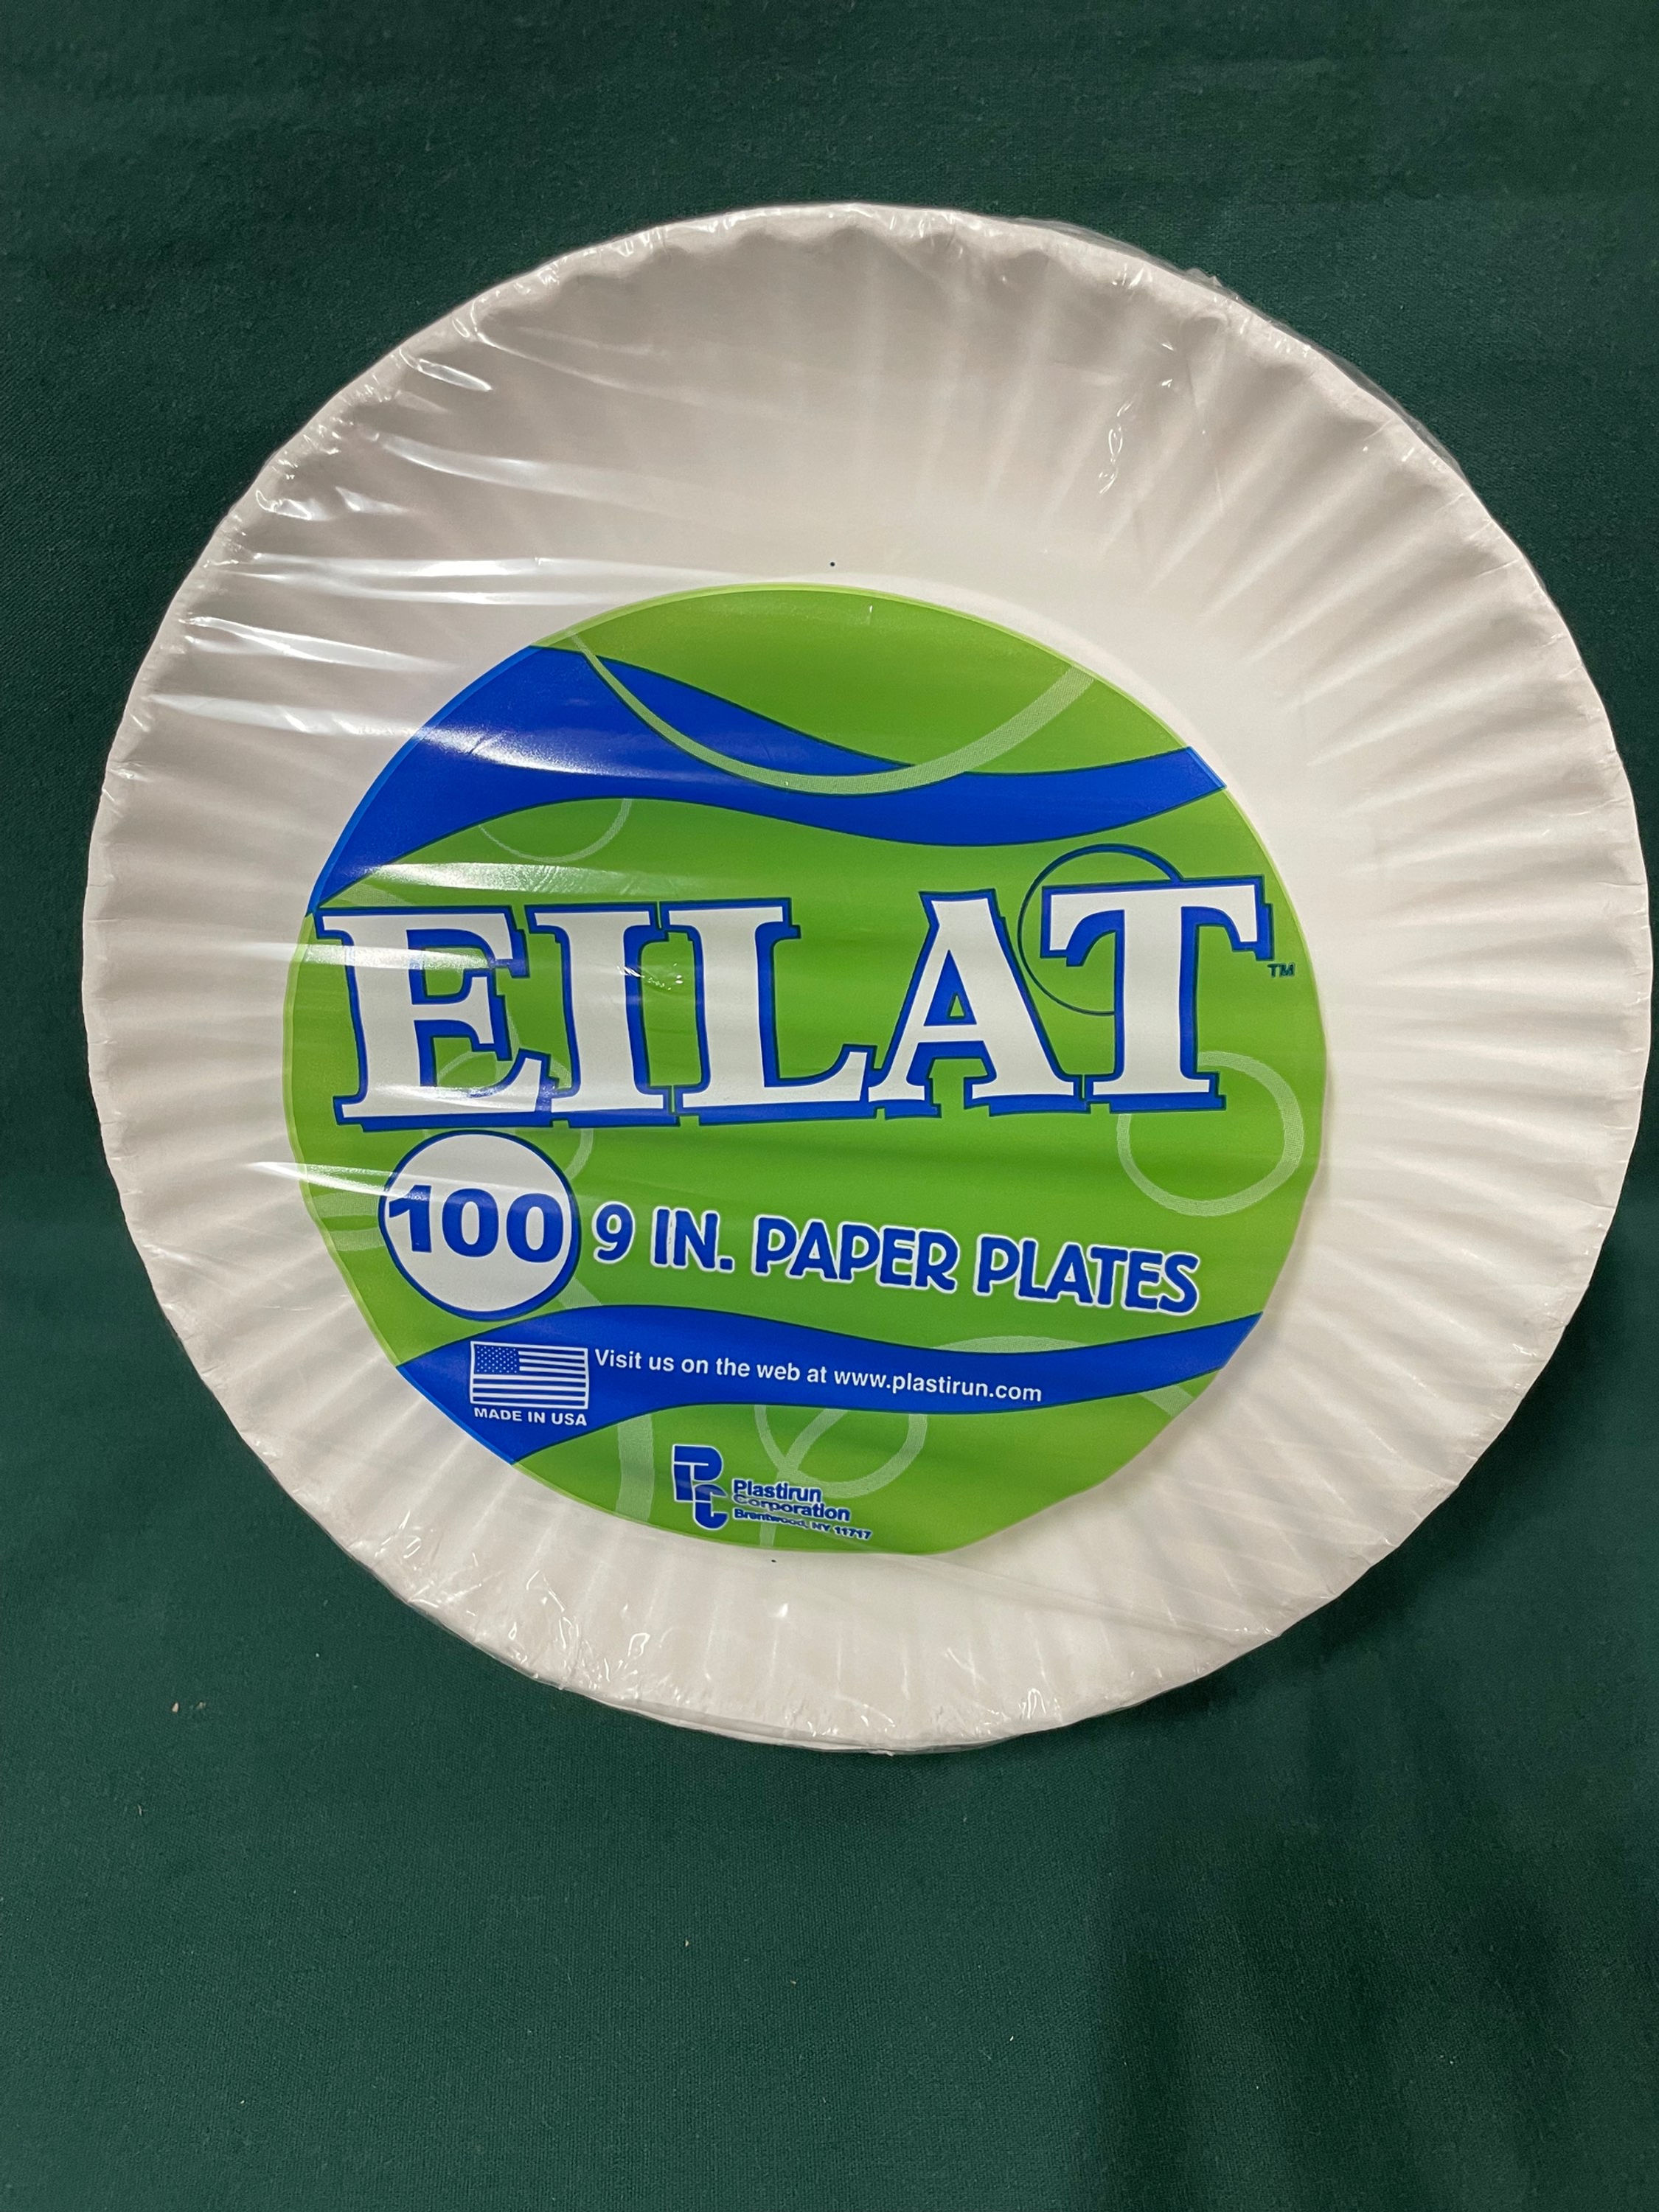 EILAT™
100 9 IN. PAPER PLATES
Visit us on the web at www.plastirun.com
MADE IN USA
Plastirun
Corporation
Brentwood, NY 11717